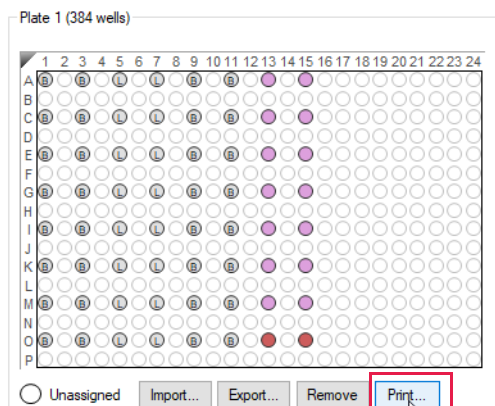 Plate 1 (384 wells)
1 2 3 4 5 6 7 8 9 10 11 12 13 14 15 16 17 18 19 20 21 22 23 24
A B B L L B B
B
C B B L L B B
D
E B B L L B B
F
G B B L L B B
H
I B B L L B B
J
K B B L L B B
L
M B B L L B B
N
O B B L L B B
P
Unassigned Import... Export... Remove Print...